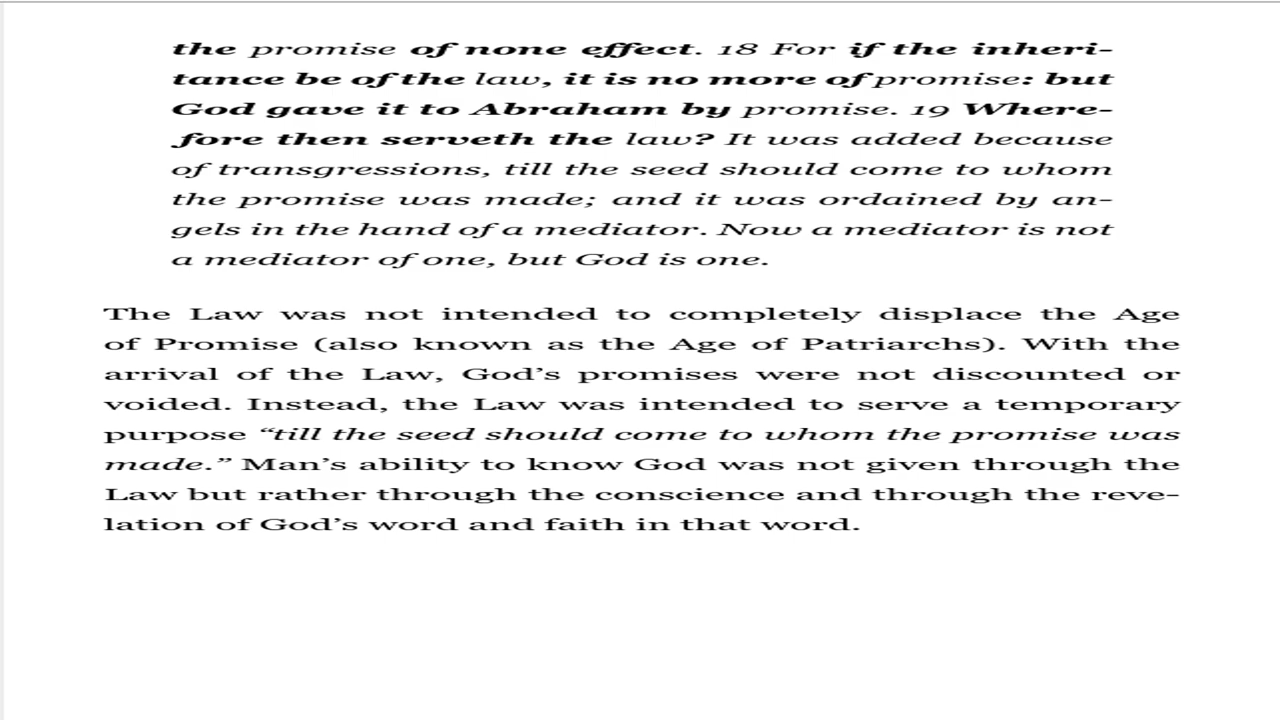 the promise of none effect. 18 For if the inheri-
tance be of the law, it is no more of promise: but
God gave it to Abraham by promise. 19 Where-
fore then serveth the law? It was added because
of transgressions, till the seed should come to whom
the promise was made; and it was ordained by an-
gels in the hand of a mediator. Now a mediator is not
a mediator of one, but God is one.
The Law was not intended to completely displace the Age
of Promise (also known as the Age of Patriarchs). With the
arrival of the Law, God’s promises were not discounted or
voided. Instead, the Law was intended to serve a temporary
purpose “till the seed should come to whom the promise was
made.” Man’s ability to know God was not given through the
Law but rather through the conscience and through the reve-
lation of God’s word and faith in that word.